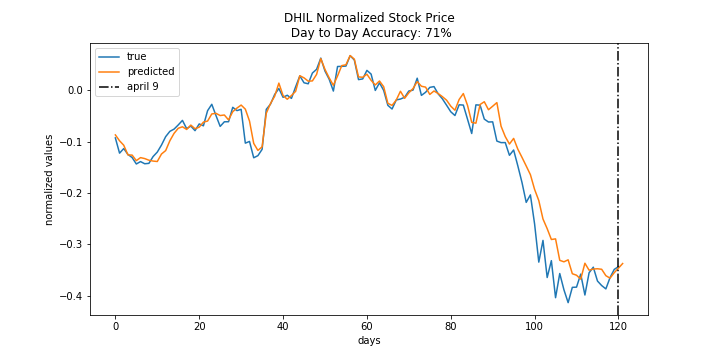 DHIL Normalized Stock Price
Day to Day Accuracy: 71%
true
predicted
april 9
normalized values
0.0
−0.1
−0.2
−0.3
−0.4
0
20
40
60
80
100
120
days